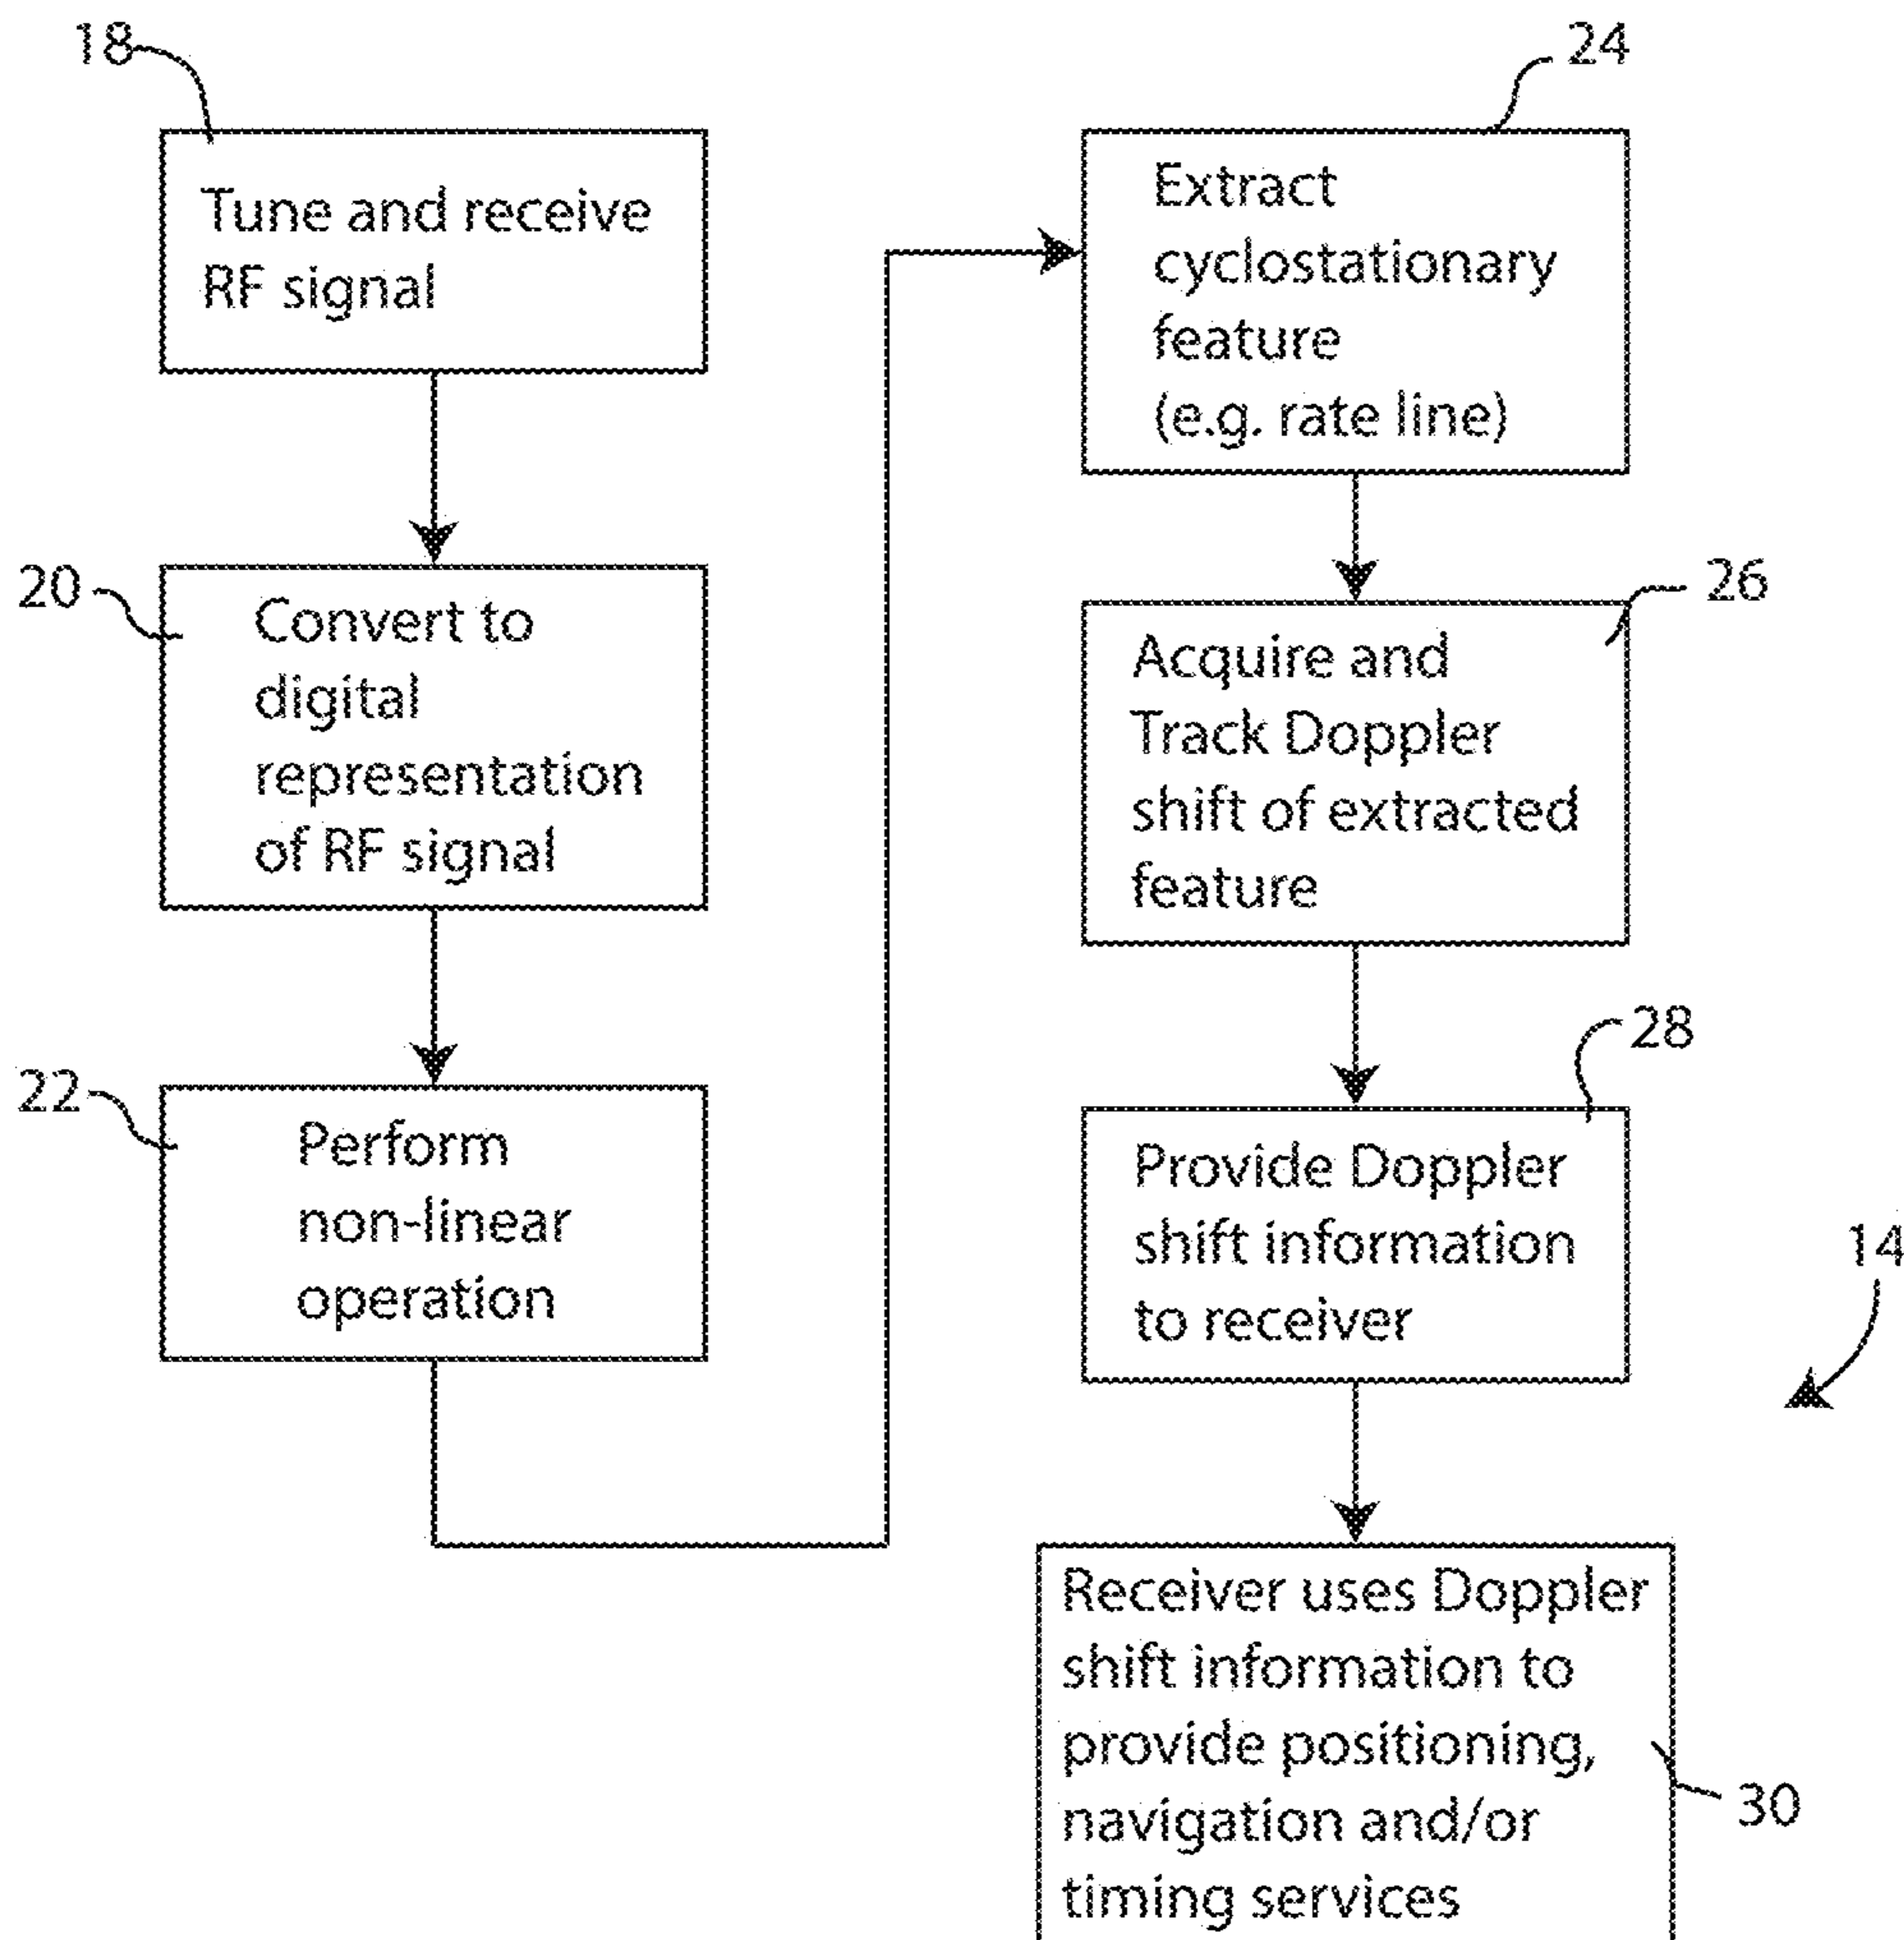 18
Tune and receive
RF signal
20
Convert to
digital
representation
of RF signal
22
Perform
non-linear
operation
24
Extract
cyclostationary
feature
(e.g. rate line)
26
Acquire and
Track Doppler
shift of extracted
feature
28
Provide Doppler
shift information
to receiver
14
Receiver uses Doppler
shift information to
provide positioning,
navigation and/or
timing services
30